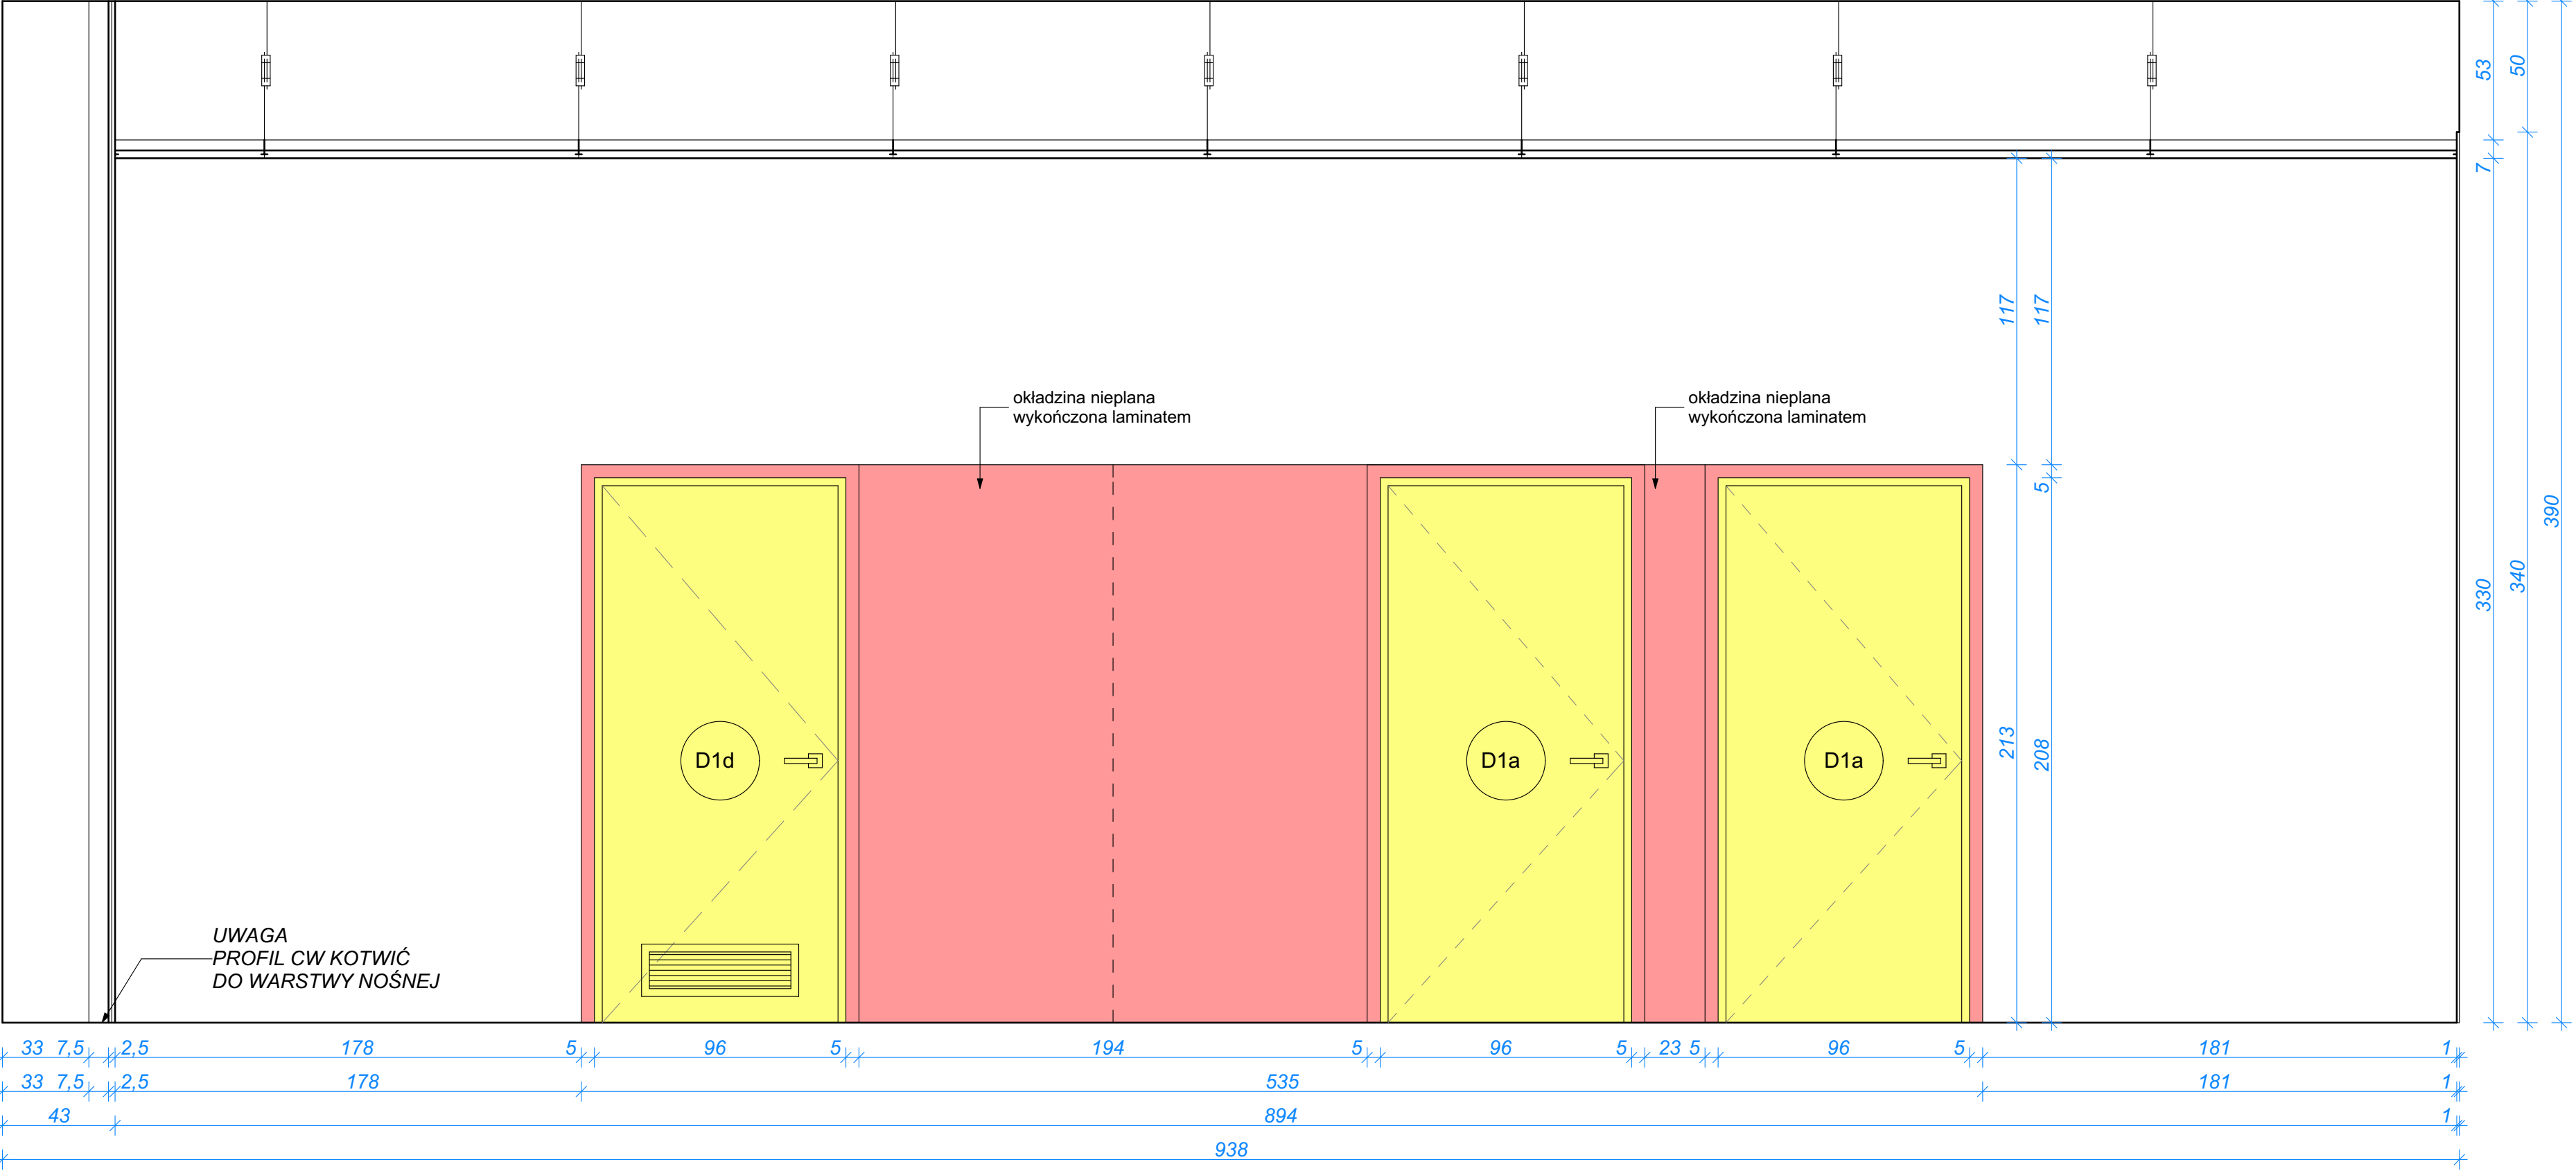 53
50
7
117
117
okładzina nieplana
wykończona laminatem
okładzina nieplana
wykończona laminatem
5
390
330
340
213
208
D1d
D1a
D1a
UWAGA
PROFIL CW KOTWIĆ
DO WARSTWY NOŚNEJ
33 7,5 2,5 178 5 96 5 194 5 96 5 23 5 96 5 181 1
33 7,5 2,5 178 535 181 1
43 894 1
938